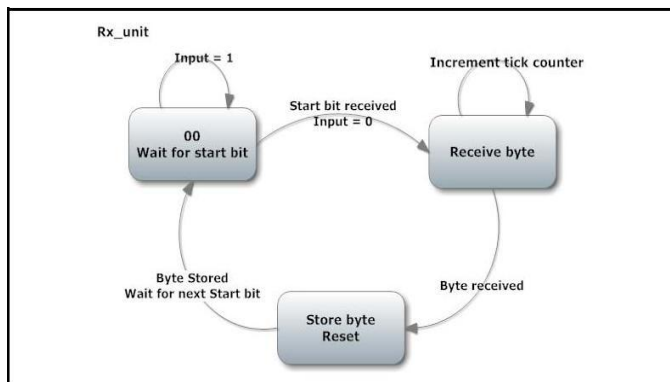 Rx_unit
Input = 1
Increment tick counter
Start bit received
Input = 0
00
Wait for start bit
Receive byte
Byte Stored
Wait for next Start bit
Byte received
Store byte
Reset